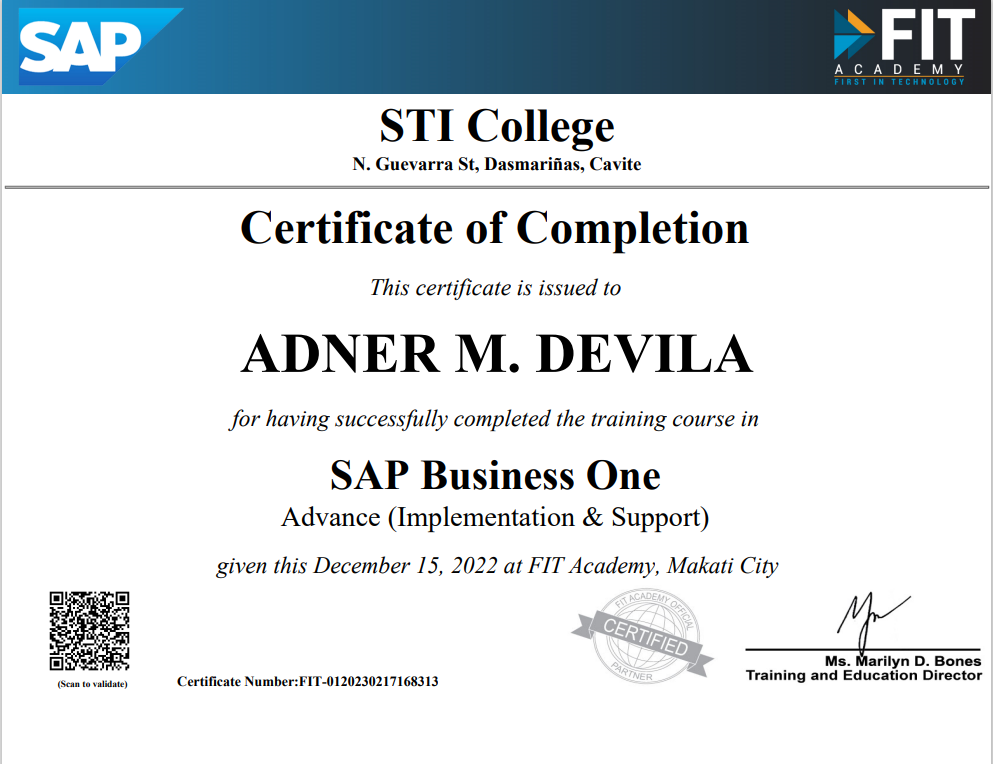 SAP
FIT
ACADEMY
FIRST IN TECHNOLOGY
STI College
N. Guevarra St, Dasmariñas, Cavite
Certificate of Completion
This certificate is issued to
ADNER M. DEVILA
for having successfully completed the training course in
SAP Business One
Advance (Implementation & Support)
given this December 15, 2022 at FIT Academy, Makati City
FIT ACADEMY OFFICIAL
CERTIFIED
PARTNER
Ms. Marilyn D. Bones
Training and Education Director
(Scan to validate)
Certificate Number:FIT-0120230217168313